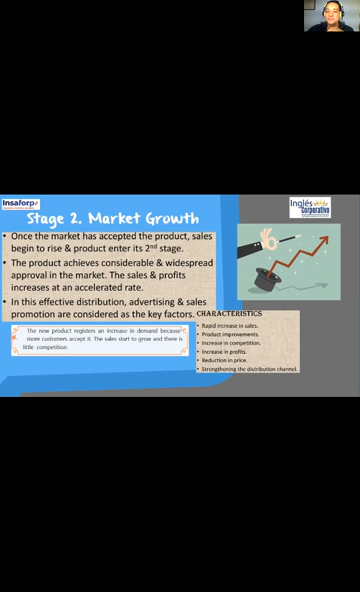 Insaforp
Inglés
corporativo
Stage 2. Market Growth
• Once the market has accepted the product, sales
begin to rise & product enter its 2nd stage.
• The product achieves considerable & widespread
approval in the market. The sales & profits
increases at an accelerated rate.
• In this effective distribution, advertising & sales
promotion are considered as the key factors.
The new product registers an increase in demand because
more customers accept it. The sales start to grow and there is
little competition.
CHARACTERISTICS
• Rapid increase in sales.
• Product improvements.
• Increase in competition.
• Increase in profits.
• Reduction in price.
• Strengthening the distribution channel.